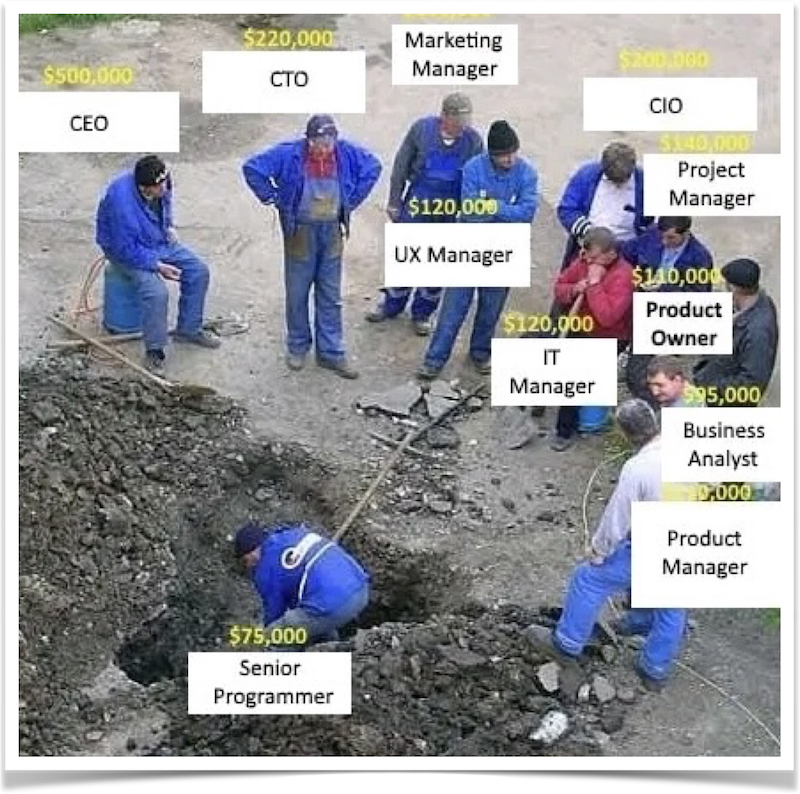 $500,000
CEO
$220,000
CTO
Marketing
Manager
$200,000
CIO
$140,000
Project
Manager
$120,000
UX Manager
$110,000
Product
Owner
$120,000
IT
Manager
$95,000
Business
Analyst
Product
Manager
$75,000
Senior
Programmer